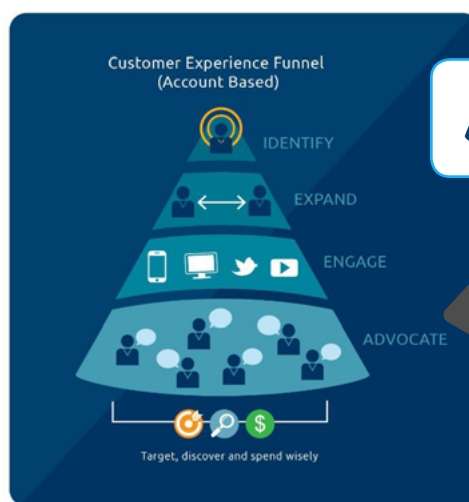 Customer Experience Funnel
(Account Based)
IDENTIFY
EXPAND
ENGAGE
ADVOCATE
$
Target, discover and spend wisely